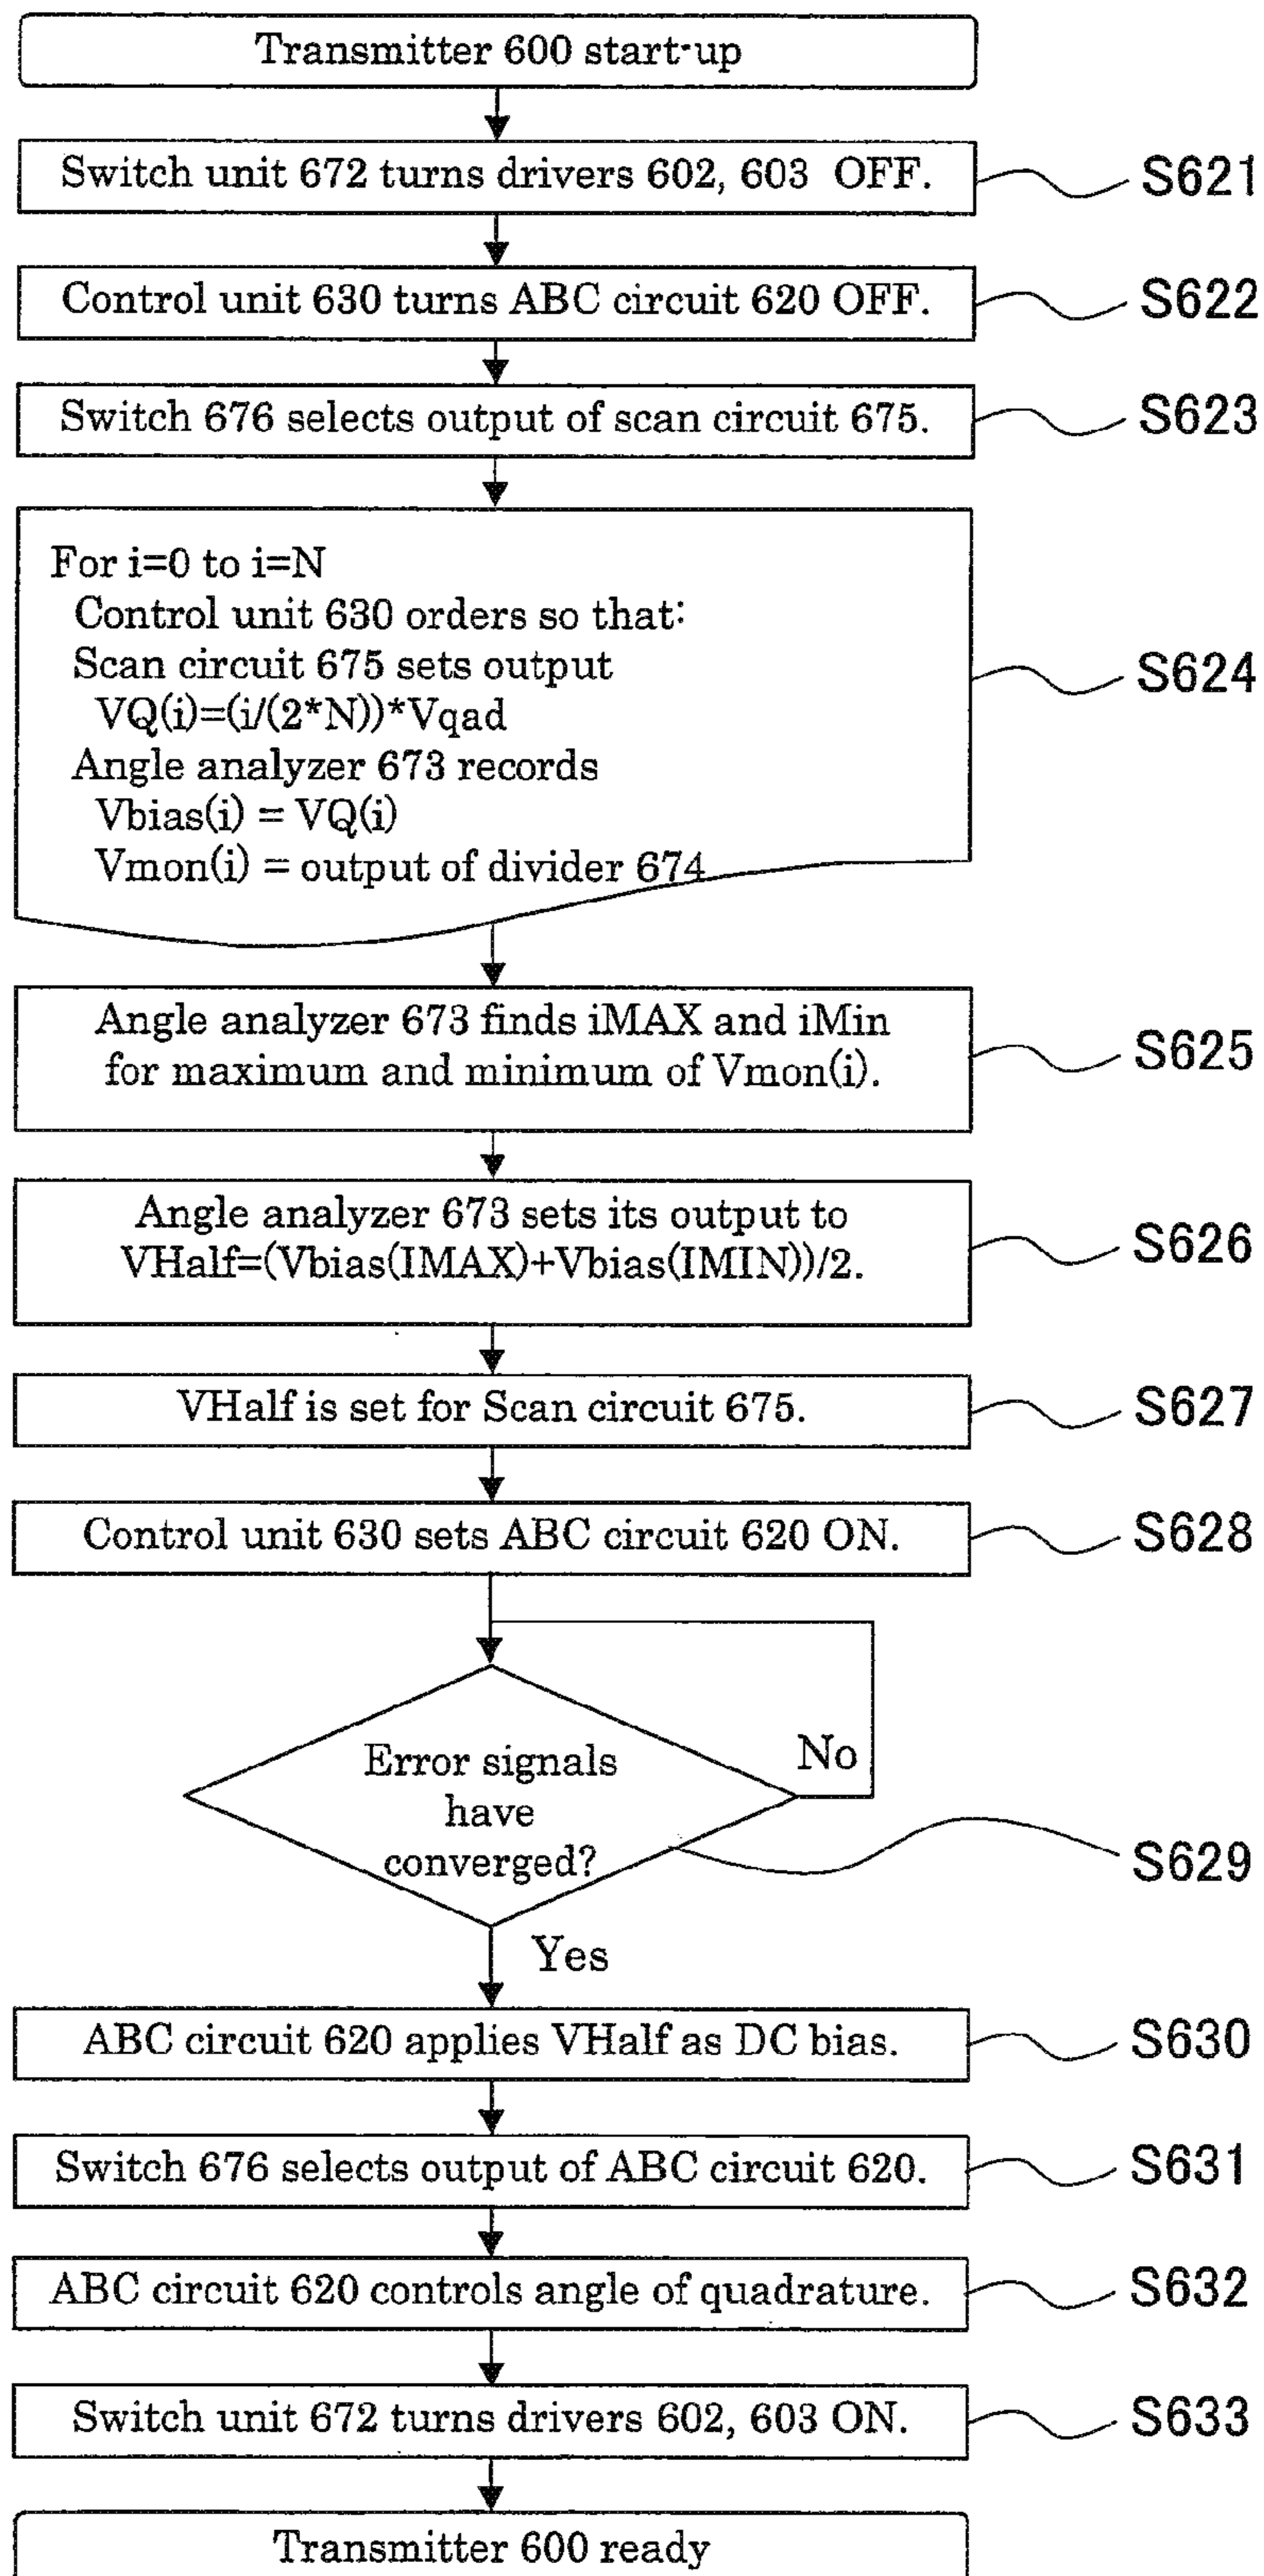 Transmitter 600 start-up
Switch unit 672 turns drivers 602, 603 OFF.
S621
Control unit 630 turns ABC circuit 620 OFF.
S622
Switch 676 selects output of scan circuit 675.
S623
For i=0 to i=N
Control unit 630 orders so that:
Scan circuit 675 sets output
VQ(i)=(i/(2*N))*Vqad
Angle analyzer 673 records
Vbias(i) = VQ(i)
Vmon(i) = output of divider 674
S624
Angle analyzer 673 finds iMAX and iMin
for maximum and minimum of Vmon(i).
S625
Angle analyzer 673 sets its output to
VHalf=(Vbias(IMAX)+Vbias(IMIN))/2.
S626
VHalf is set for Scan circuit 675.
S627
Control unit 630 sets ABC circuit 620 ON.
S628
Error signals
have
converged?
No
S629
Yes
ABC circuit 620 applies VHalf as DC bias.
S630
Switch 676 selects output of ABC circuit 620.
S631
ABC circuit 620 controls angle of quadrature.
S632
Switch unit 672 turns drivers 602, 603 ON.
S633
Transmitter 600 ready